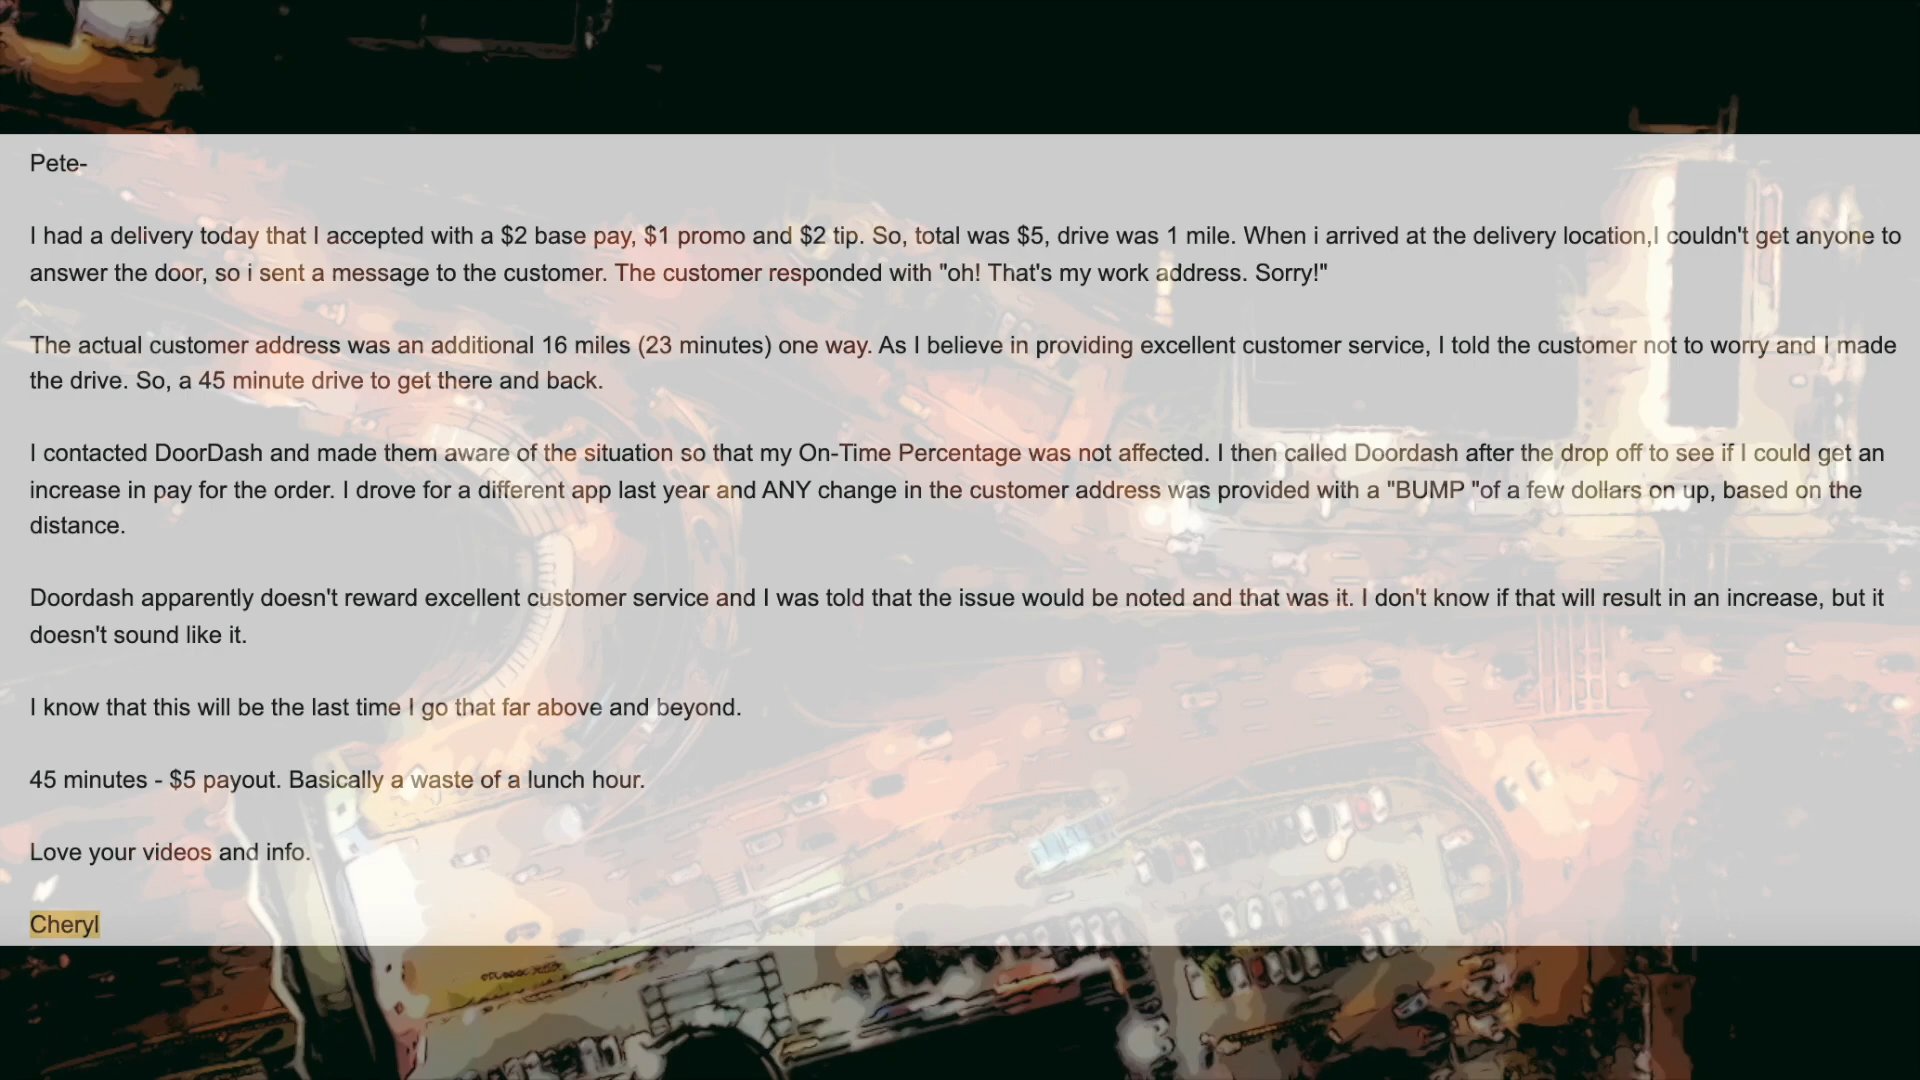 Pete-
I had a delivery today that I accepted with a $2 base pay, $1 promo and $2 tip. So, total was $5, drive was 1 mile. When i arrived at the delivery location,I couldn't get anyone to
answer the door, so i sent a message to the customer. The customer responded with "oh! That's my work address. Sorry!"
The actual customer address was an additional 16 miles (23 minutes) one way. As I believe in providing excellent customer service, I told the customer not to worry and I made
the drive. So, a 45 minute drive to get there and back.
I contacted DoorDash and made them aware of the situation so that my On-Time Percentage was not affected. I then called Doordash after the drop off to see if I could get an
increase in pay for the order. I drove for a different app last year and ANY change in the customer address was provided with a "BUMP "of a few dollars on up, based on the
distance.
Doordash apparently doesn't reward excellent customer service and I was told that the issue would be noted and that was it. I don't know if that will result in an increase, but it
doesn't sound like it.
I know that this will be the last time I go that far above and beyond.
45 minutes - $5 payout. Basically a waste of a lunch hour.
Love your videos and info.
Cheryl